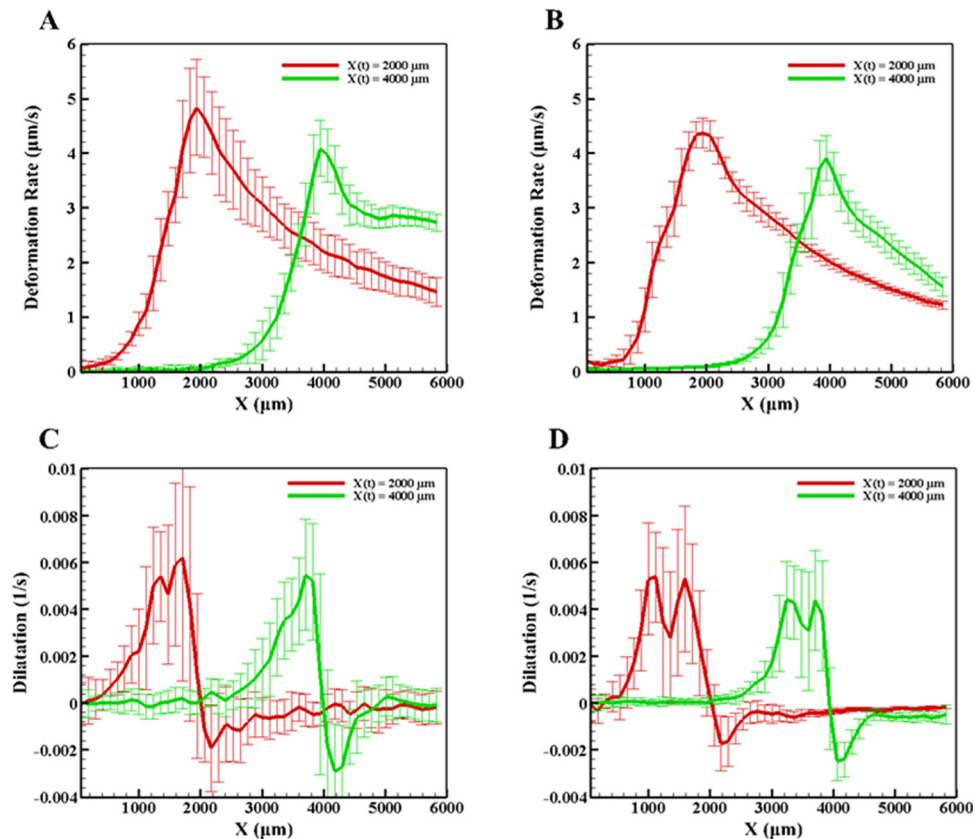 A
Deformation Rate (μm/s)
6
5
4
3
2
1
0
X(t) = 2000 μm
X(t) = 4000 μm
1000 2000 3000 4000 5000 6000
X (μm)
B
Deformation Rate (μm/s)
6
5
4
3
2
1
0
X(t) = 2000 μm
X(t) = 4000 μm
1000 2000 3000 4000 5000 6000
X (μm)
C
Dilatation (1/s)
0.01
0.008
0.006
0.004
0.002
0
-0.002
-0.004
X(t) = 2000 μm
X(t) = 4000 μm
1000 2000 3000 4000 5000 6000
X (μm)
D
Dilatation (1/s)
0.01
0.008
0.006
0.004
0.002
0
-0.002
-0.004
X(t) = 2000 μm
X(t) = 4000 μm
1000 2000 3000 4000 5000 6000
X (μm)